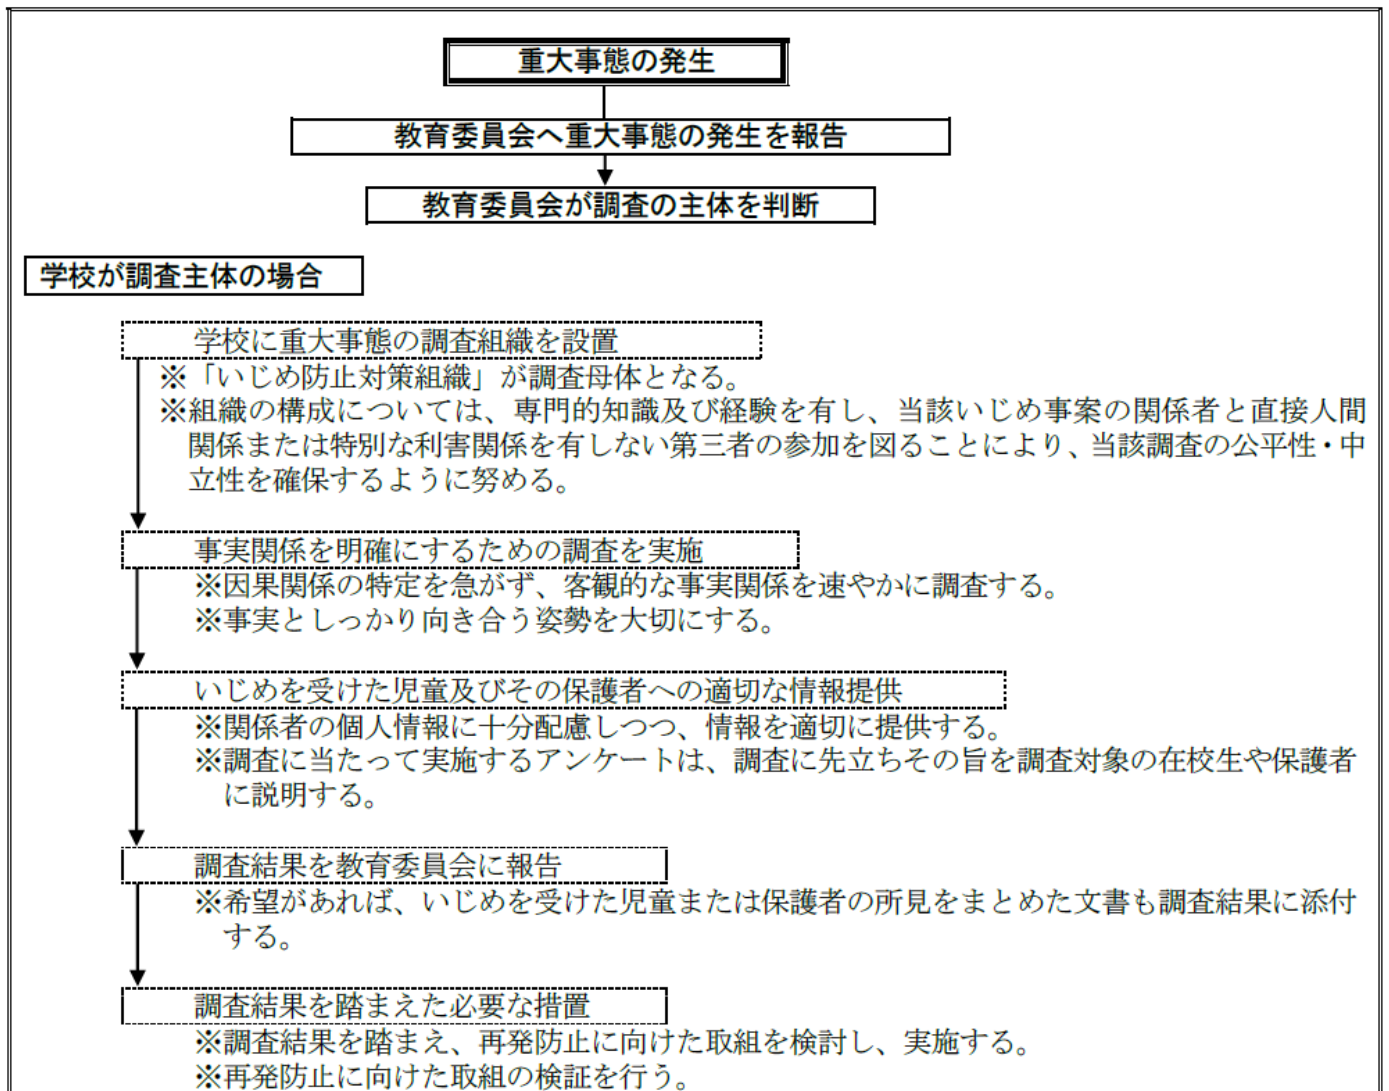 重大事態の発生
教育委員会へ重大事態の発生を報告
教育委員会が調査の主体を判断
学校が調査主体の場合
学校に重大事態の調査組織を設置
※「いじめ防止対策組織」が調査母体となる。
※組織の構成については、専門的知識及び経験を有し、当該いじめ事案の関係者と直接人間
関係または特別な利害関係を有しない第三者の参加を図ることにより、当該調査の公平性・中
立性を確保するように努める。
事実関係を明確にするための調査を実施
※因果関係の特定を急がず、客観的な事実関係を速やかに調査する。
※事実としっかり向き合う姿勢を大切にする。
いじめを受けた児童及びその保護者への適切な情報提供
※関係者の個人情報に十分配慮しつつ、情報を適切に提供する。
※調査に当たって実施するアンケートは、調査に先立ちその旨を調査対象の在校生や保護者
に説明する。
調査結果を教育委員会に報告
※希望があれば、いじめを受けた児童または保護者の所見をまとめた文書も調査結果に添付
する。
調査結果を踏まえた必要な措置
※調査結果を踏まえ、再発防止に向けた取組を検討し、実施する。
※再発防止に向けた取組の検証を行う。